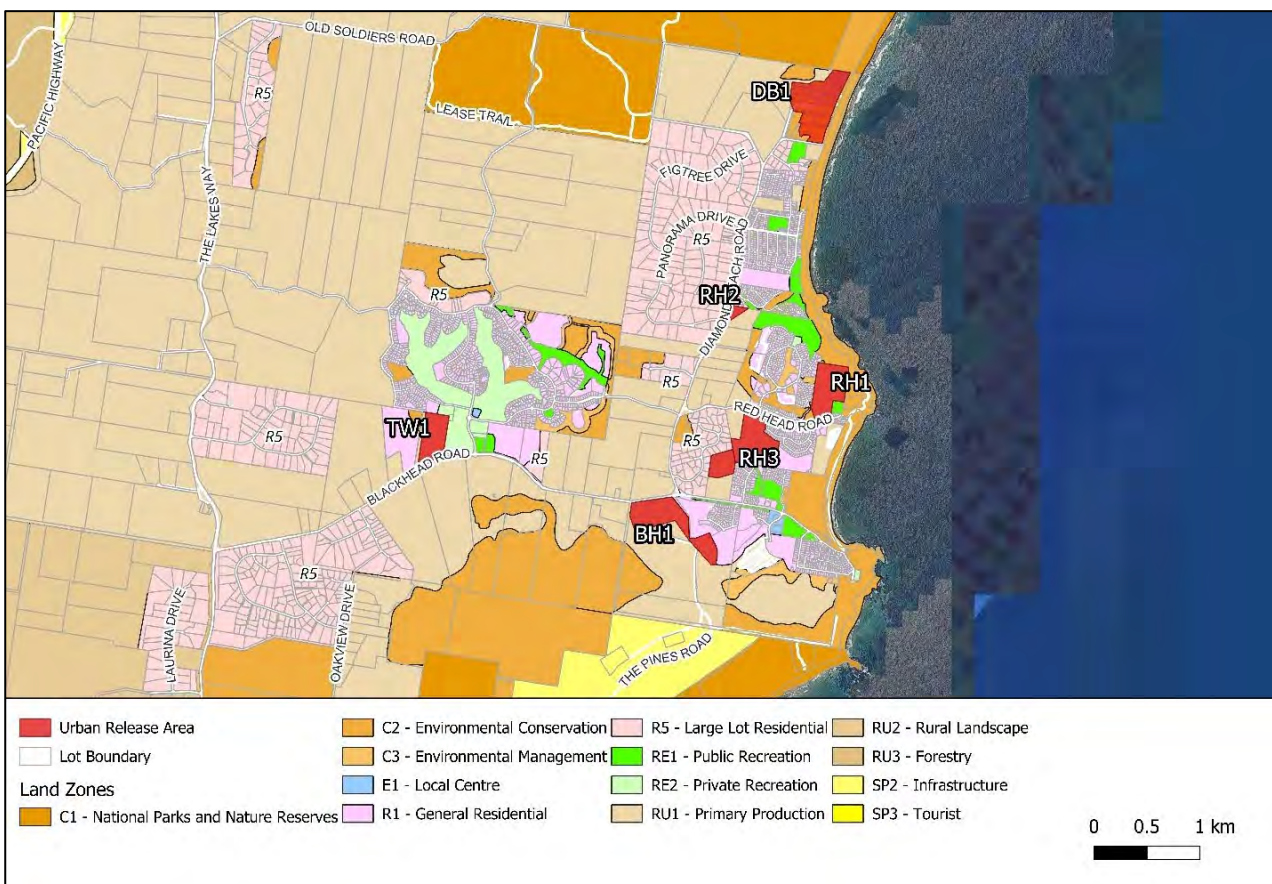 OLD SOLDIERS ROAD
PACIFIC HIGHWAY
R5
LEASE TRAIL
DB1
FIGTREE DRIVE
THE LAKES WAY
PANORAMA DRIVE
R5
DIAMOND BEACH ROAD
RH2
R5
R5
RH1
RED HEAD ROAD
TW1
R5
R5
RH3
R5
BLACKHEAD ROAD
BH1
R5
LAURINA DRIVE
OAKVIEW DRIVE
THE PINES ROAD
Urban Release Area
Lot Boundary
Land Zones
C1 - National Parks and Nature Reserves
C2 - Environmental Conservation
C3 - Environmental Management
E1 - Local Centre
R1 - General Residential
R5 - Large Lot Residential
RE1 - Public Recreation
RE2 - Private Recreation
RU1 - Primary Production
RU2 - Rural Landscape
RU3 - Forestry
SP2 - Infrastructure
SP3 - Tourist
0 0.5 1 km